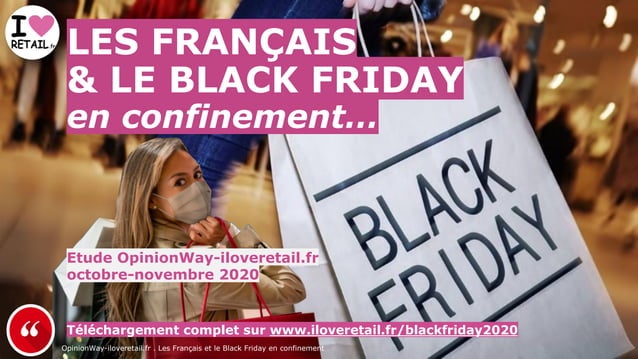 I ♥
RETAIL.fr
LES FRANÇAIS
& LE BLACK FRIDAY
en confinement...
BLACK
FRIDAY
Etude OpinionWay-iloveretail.fr
octobre-novembre 2020
Téléchargement complet sur www.iloveretail.fr/blackfriday2020
OpinionWay-iloveretail.fr . Les Français et le Black Friday en confinement